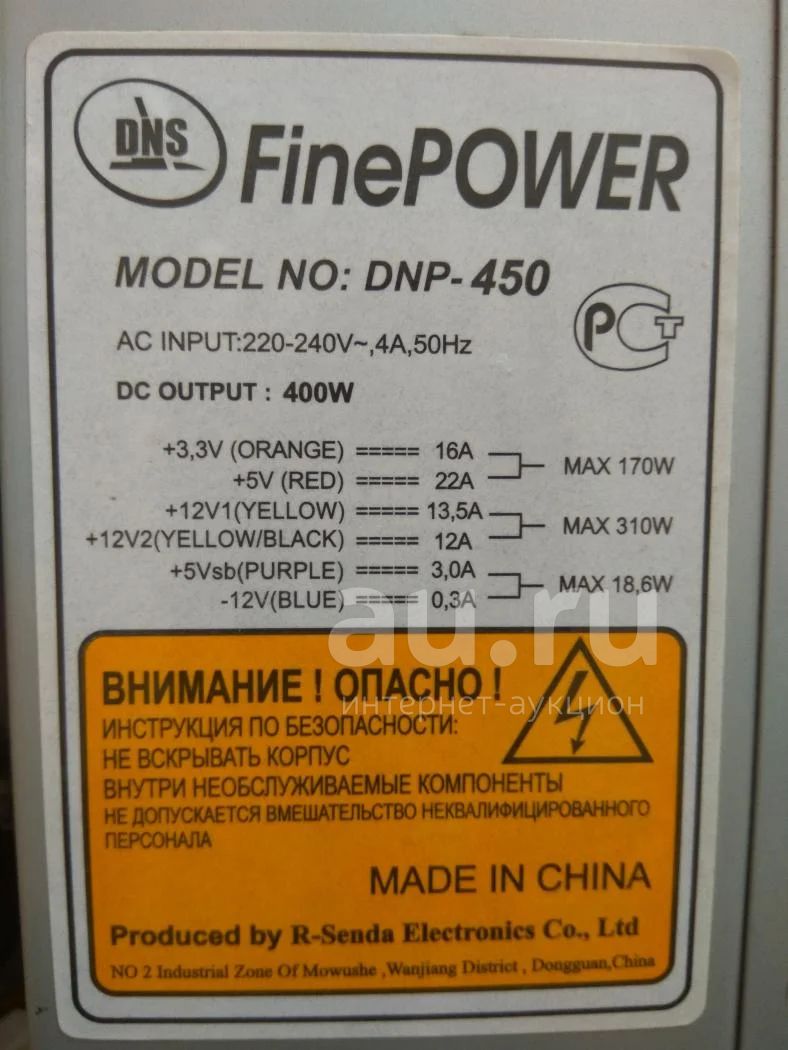 DNS
FinePOWER
MODEL NO: DNP-450
AC INPUT:220-240V~,4A,50Hz
DC OUTPUT : 400W
+3,3V (ORANGE) ===== 16A
+5V (RED) ===== 22A
MAX 170W
+12V1(YELLOW) ===== 13,5A
+12V2(YELLOW/BLACK) ===== 12A
MAX 310W
+5Vsb(PURPLE) ===== 3,0A
-12V(BLUE) ===== 0,3A
MAX 18,6W
РСТ
au.ru
интернет-аукцион
ВНИМАНИЕ ! ОПАСНО !
ИНСТРУКЦИЯ ПО БЕЗОПАСНОСТИ:
НЕ ВСКРЫВАТЬ КОРПУС
ВНУТРИ НЕОБСЛУЖИВАЕМЫЕ КОМПОНЕНТЫ
НЕ ДОПУСКАЕТСЯ ВМЕШАТЕЛЬСТВО НЕКВАЛИФИЦИРОВАННОГО
ПЕРСОНАЛА
MADE IN CHINA
Produced by R-Senda Electronics Co., Ltd
NO 2 Industrial Zone Of Mowushe ,Wanjiang District , Dongguan,China